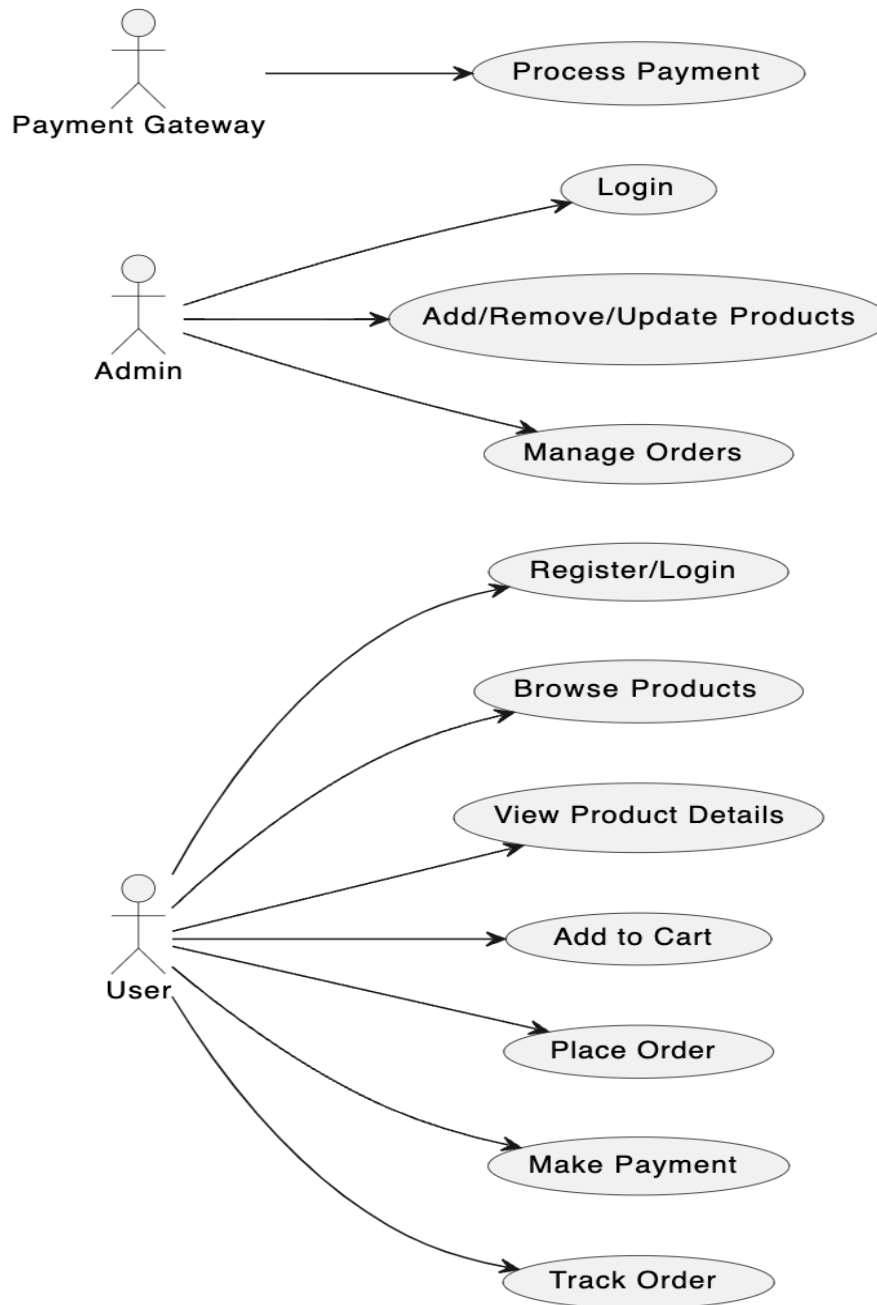 Process Payment
Payment Gateway
Login
Add/Remove/Update Products
Admin
Manage Orders
Register/Login
Browse Products
View Product Details
Add to Cart
User
Place Order
Make Payment
Track Order